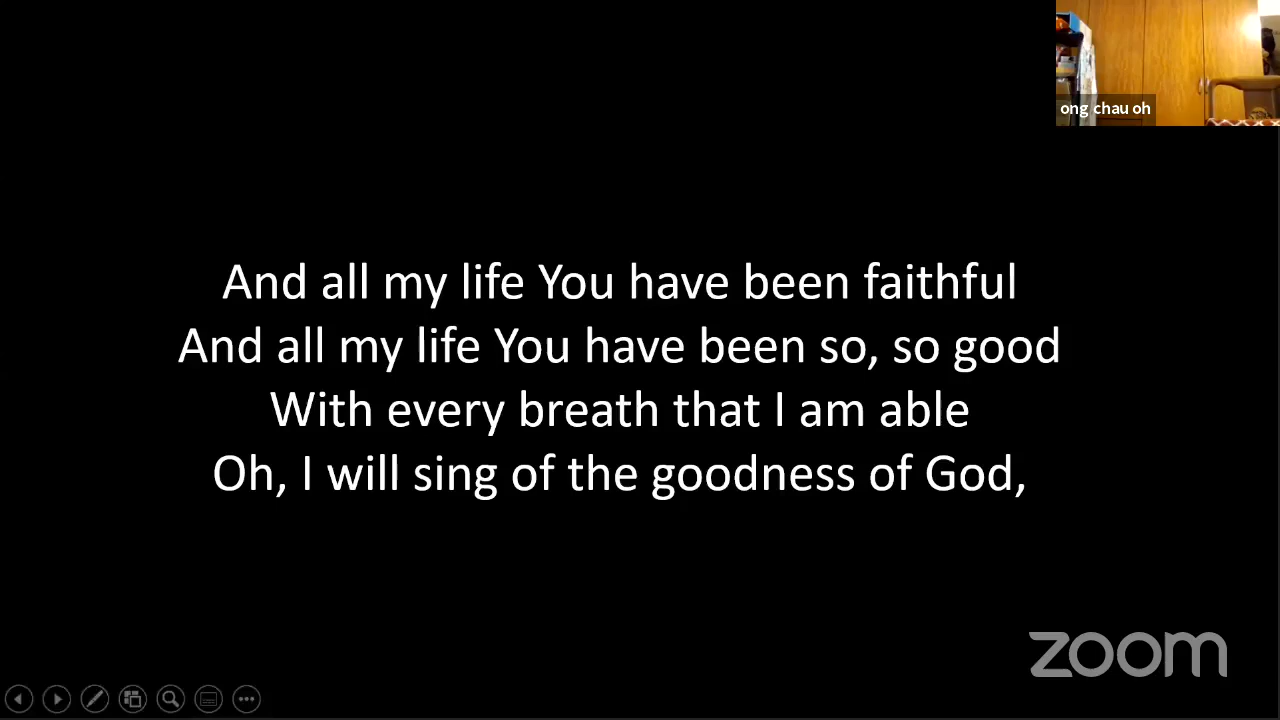 ong chau oh
And all my life You have been faithful
And all my life You have been so, so good
With every breath that I am able
Oh, I will sing of the goodness of God,
zoom